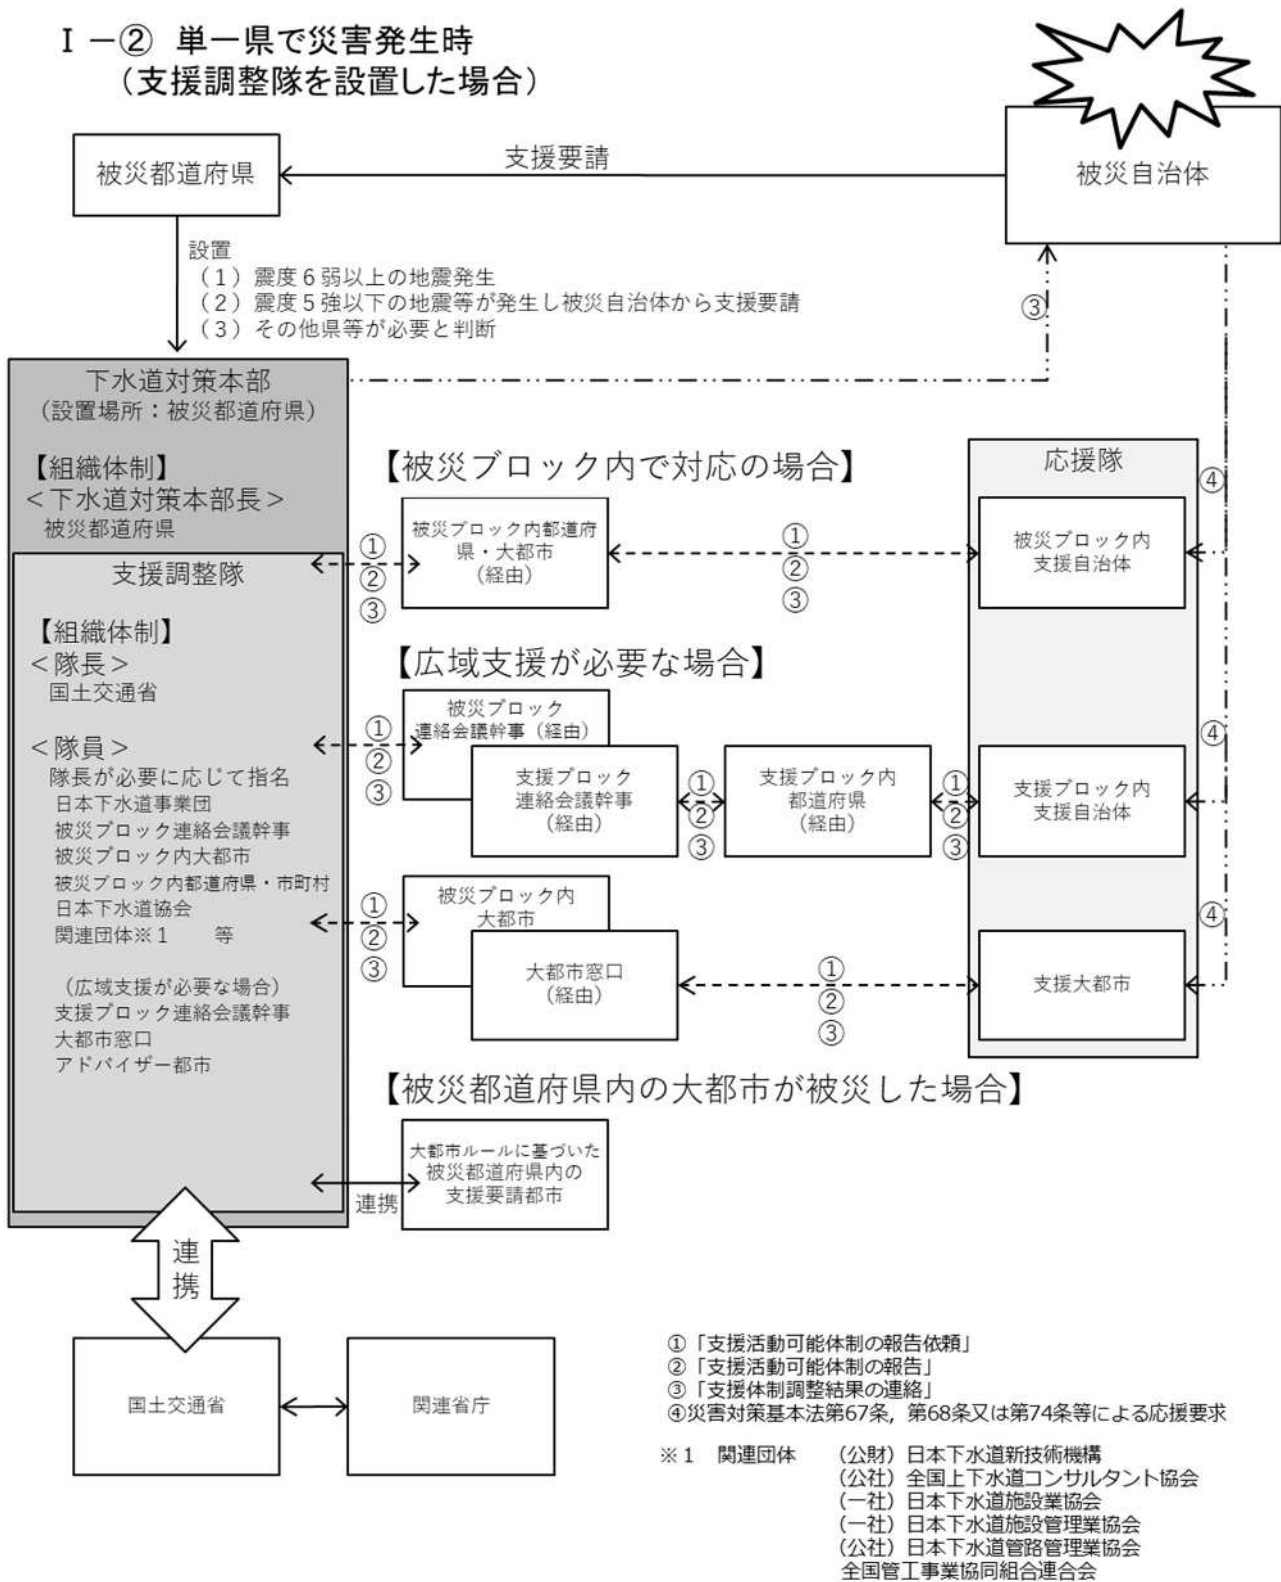 Ⅰ－② 単一県で災害発生時
（支援調整隊を設置した場合）
被災都道府県
支援要請
被災自治体
設置
（１）震度６弱以上の地震発生
（２）震度５強以下の地震等が発生し被災自治体から支援要請
（３）その他県等が必要と判断
③
下水道対策本部
（設置場所：被災都道府県）
【組織体制】
＜下水道対策本部長＞
被災都道府県
支援調整隊
【組織体制】
＜隊長＞
国土交通省
＜隊員＞
隊長が必要に応じて指名
日本下水道事業団
被災ブロック連絡会議幹事
被災ブロック内大都市
被災ブロック内都道府県・市町村
日本下水道協会
関連団体※１ 等
（広域支援が必要な場合）
支援ブロック連絡会議幹事
大都市窓口
アドバイザー都市
【被災ブロック内で対応の場合】
①
②
③
被災ブロック内都道府
県・大都市
（経由）
①
②
③
応援隊
④
被災ブロック内
支援自治体
【広域支援が必要な場合】
①
②
③
被災ブロック
連絡会議幹事（経由）
支援ブロック
連絡会議幹事
（経由）
①
②
③
支援ブロック内
都道府県
（経由）
①
②
③
支援ブロック内
支援自治体
④
①
②
③
被災ブロック内
大都市
大都市窓口
（経由）
①
②
③
支援大都市
④
【被災都道府県内の大都市が被災した場合】
大都市ルールに基づいた
被災都道府県内の
支援要請都市
連携
連
携
国土交通省
関連省庁
①「支援活動可能体制の報告依頼」
②「支援活動可能体制の報告」
③「支援体制調整結果の連絡」
④災害対策基本法第67条，第68条又は第74条等による応援要求
※１ 関連団体 （公財）日本下水道新技術機構
（公社）全国上下水道コンサルタント協会
（一社）日本下水道施設業協会
（一社）日本下水道施設管理業協会
（公社）日本下水道管路管理業協会
全国管工事業協同組合連合会